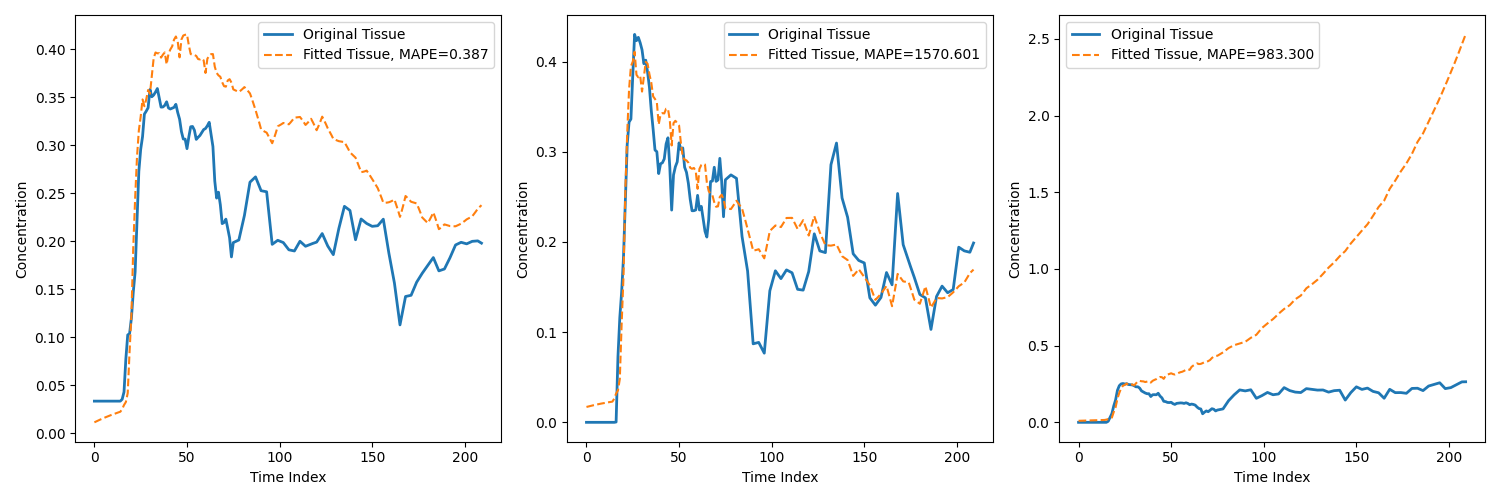 Original Tissue
Fitted Tissue, MAPE=0.387
Concentration
0.40
0.35
0.30
0.25
0.20
0.15
0.10
0.05
0.00
0
50
100
150
200
Time Index
Original Tissue
Fitted Tissue, MAPE=1570.601
Concentration
0.4
0.3
0.2
0.1
0.0
0
50
100
150
200
Time Index
Original Tissue
Fitted Tissue, MAPE=983.300
Concentration
2.5
2.0
1.5
1.0
0.5
0.0
0
50
100
150
200
Time Index